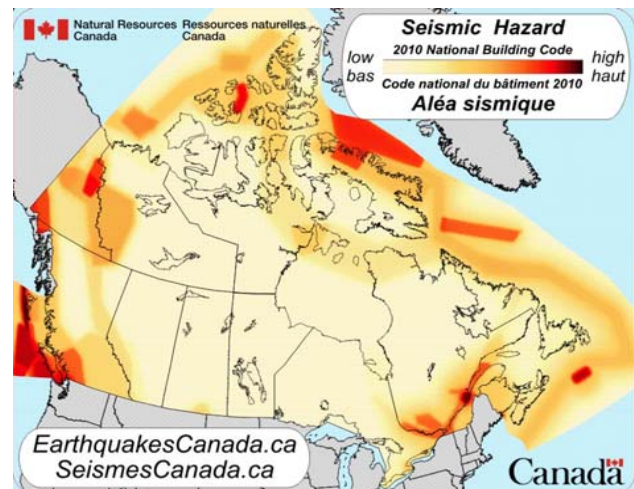 Natural Resources Ressources naturelles
Canada Canada
Seismic Hazard
2010 National Building Code
low high
bas haut
Code national du bâtiment 2010
Aléa sismique
EarthquakesCanada.ca
SeismesCanada.ca
Canada